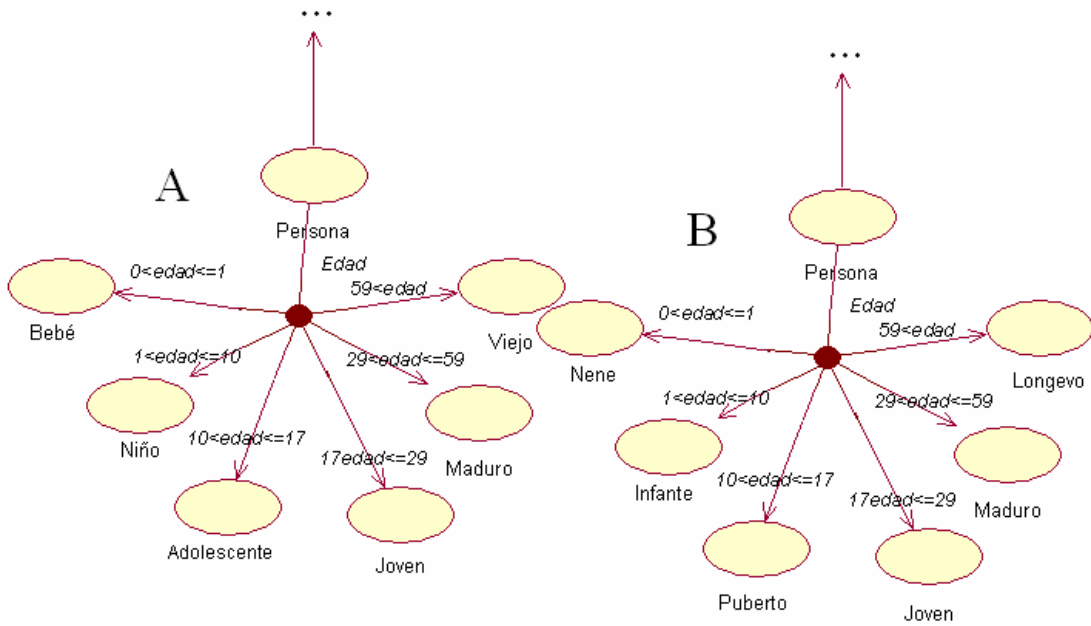 ...
A
Persona
Edad
0<edad<=1
59<edad
Bebé
Viejo
1<edad<=10
29<edad<=59
Niño
Maduro
10<edad<=17
17edad<=29
Adolescente
Joven
...
B
Persona
Edad
0<edad<=1
59<edad
Nene
Longevo
1<edad<=10
29<edad<=59
Infante
Maduro
10<edad<=17
17edad<=29
Puberto
Joven